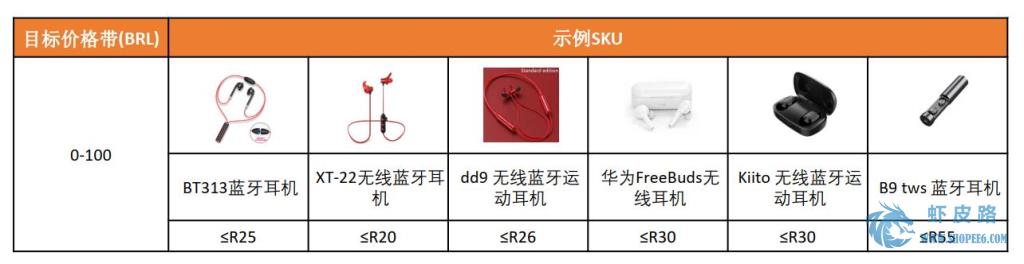 目标价格带(BRL)
示例SKU
Standard edition
0-100
BT313蓝牙耳机
XT-22无线蓝牙耳
机
dd9 无线蓝牙运
动耳机
华为FreeBuds无
线耳机
Kiito 无线蓝牙运
动耳机
B9 tws 蓝牙耳机
≤R25
≤R20
≤R26
≤R30
≤R30
≤R55
虾皮路
WWW.SHOPEE6.COM